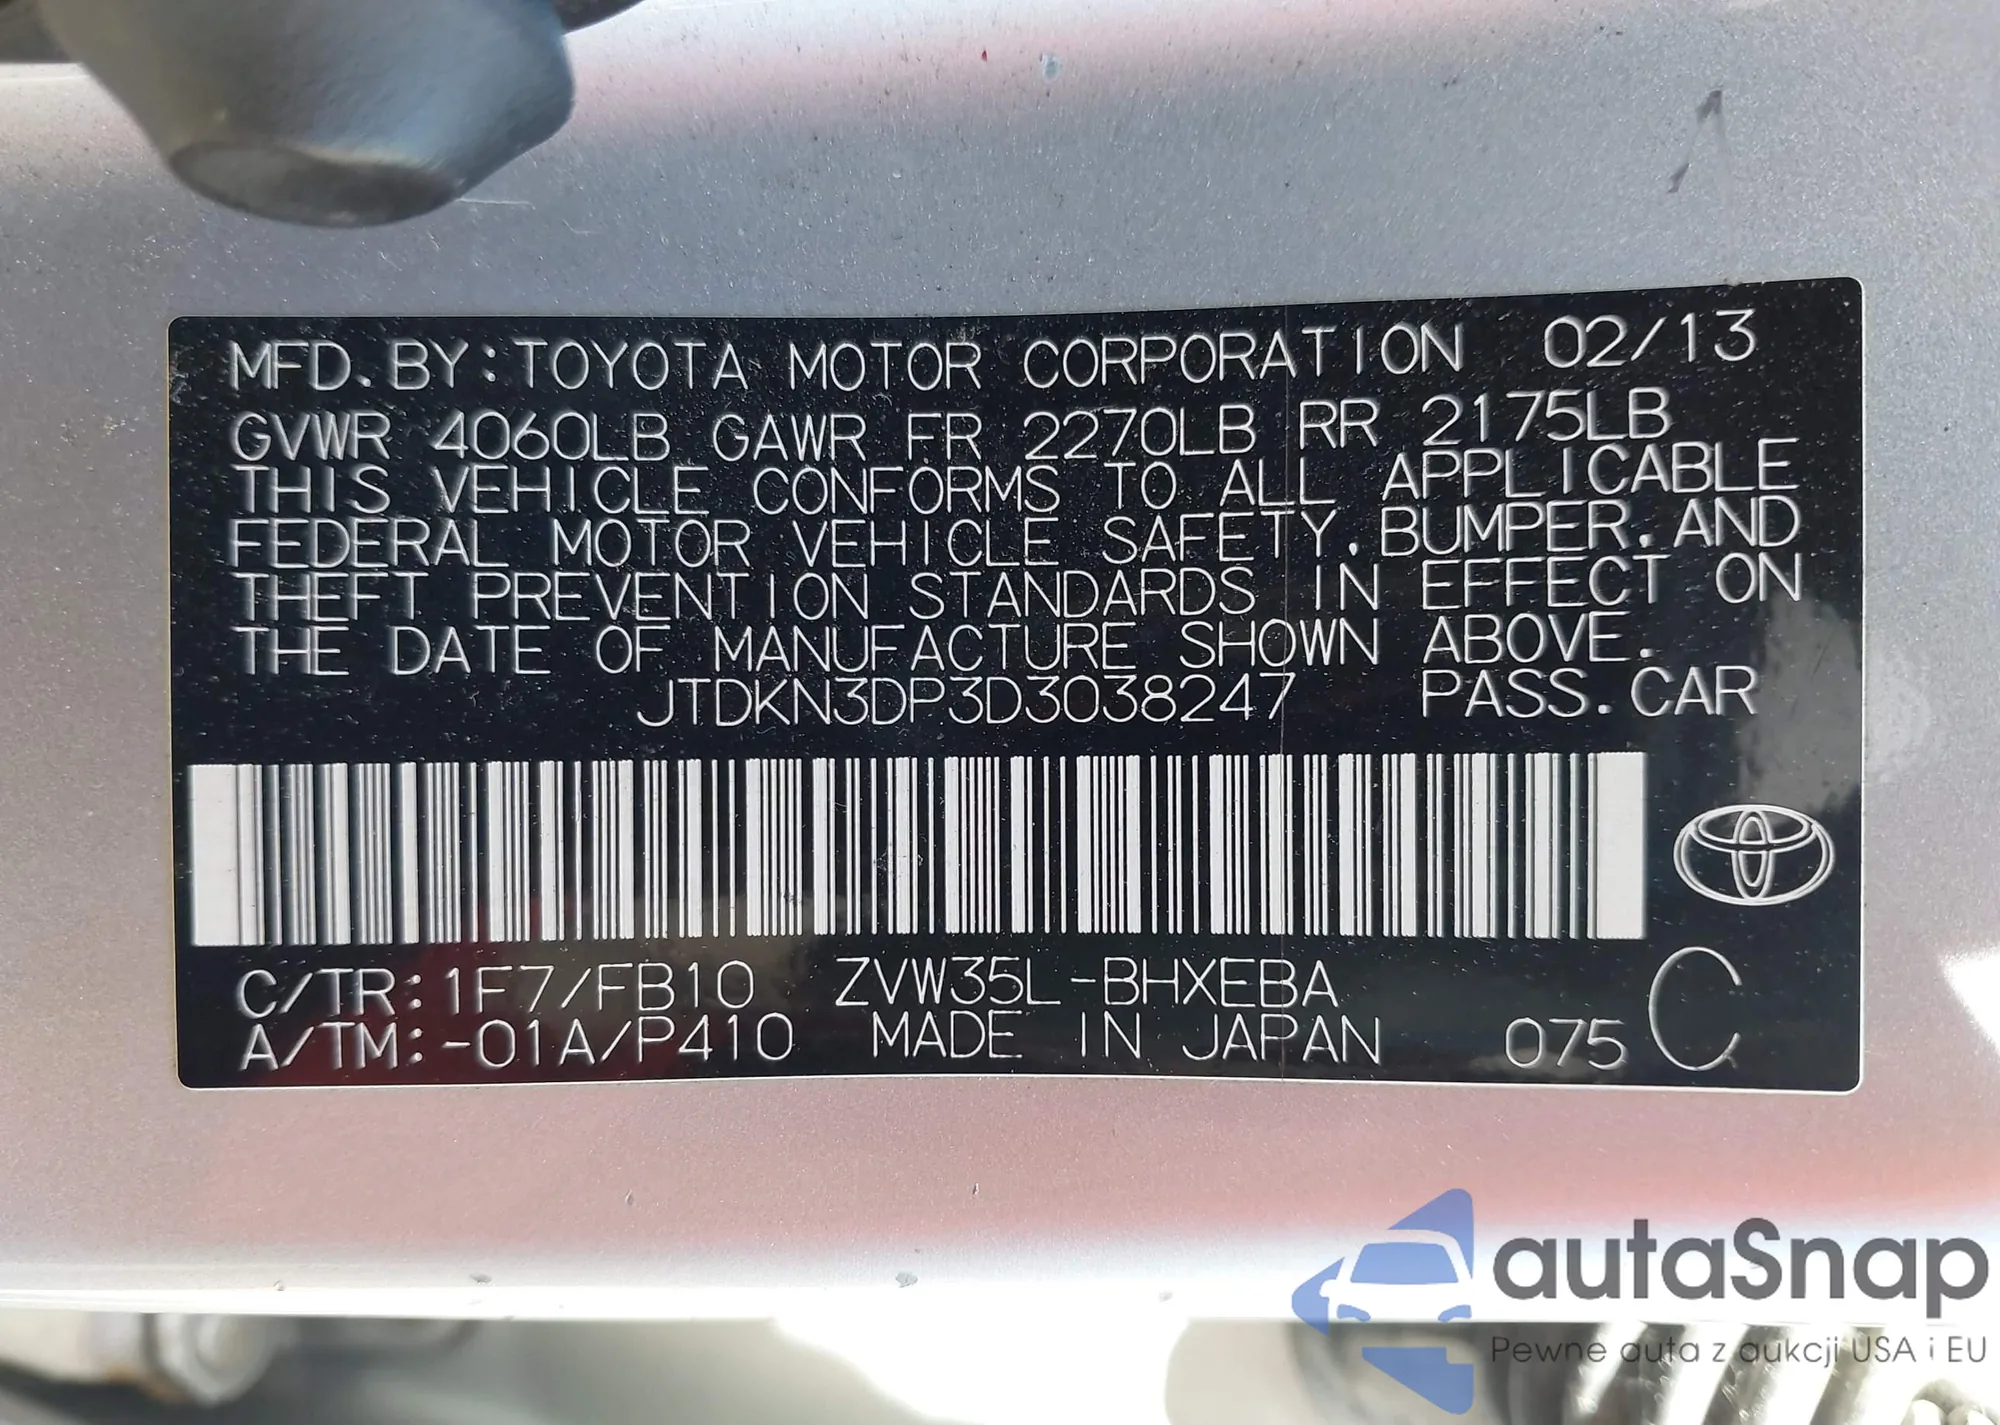 MFD. BY: TOYOTA MOTOR CORPORATION 02/13
GVWR 4060LB GAWR FR 2270LB RR 2175LB
THIS VEHICLE CONFORMS TO ALL APPLICABLE
FEDERAL MOTOR VEHICLE SAFETY. BUMPER. AND
THEFT PREVENTION STANDARDS IN EFFECT ON
THE DATE OF MANUFACTURE SHOWN ABOVE.
JTDKN3DP3D3038247 PASS. CAR
C/TR: 1F7/FB10 ZVW35L-BHXEBA C
A/TM: -01A/P410 MADE IN JAPAN 075
autaSnap
Pewne auta z aukcji USA i EU